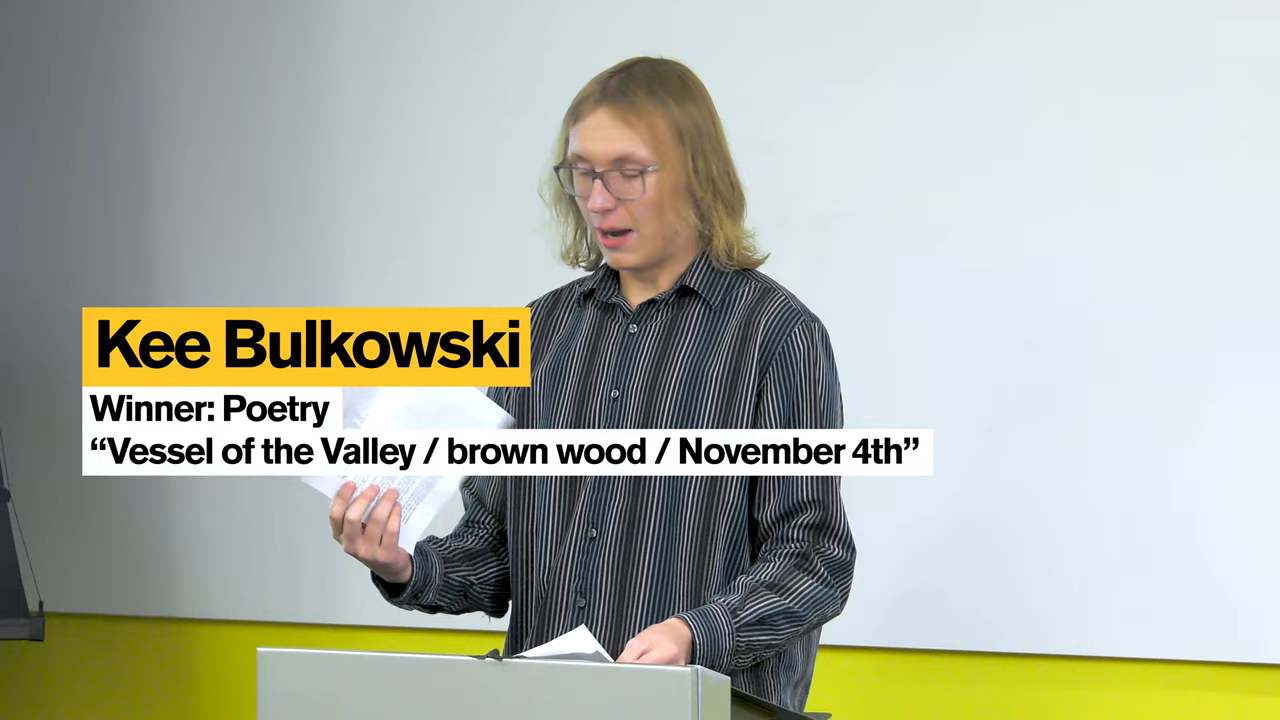 Kee Bulkowski
Winner: Poetry
“Vessel of the Valley / brown wood / November 4th”